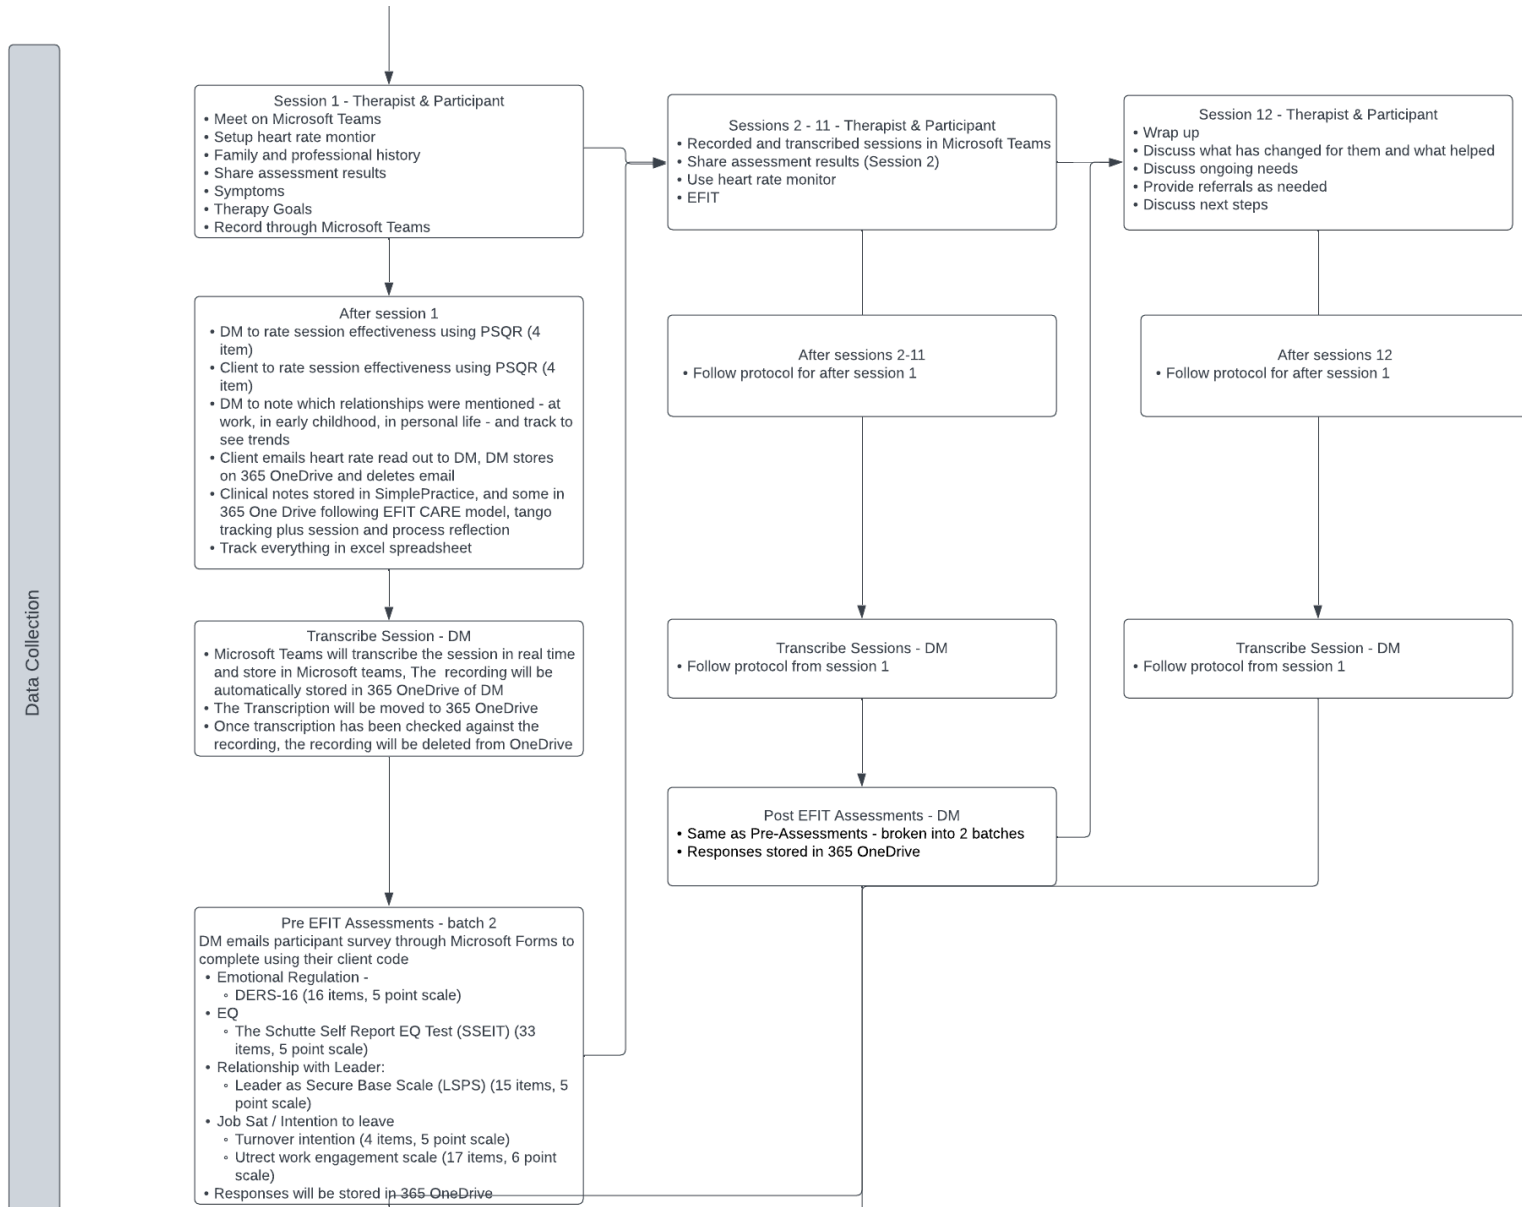 Data Collection
Session 1 - Therapist & Participant
• Meet on Microsoft Teams
• Setup heart rate montior
• Family and professional history
• Share assessment results
• Symptoms
• Therapy Goals
• Record through Microsoft Teams
After session 1
• DM to rate session effectiveness using PSQR (4
item)
• Client to rate session effectiveness using PSQR (4
item)
• DM to note which relationships were mentioned - at
work, in early childhood, in personal life - and track to
see trends
• Client emails heart rate read out to DM, DM stores
on 365 OneDrive and deletes email
• Clinical notes stored in SimplePractice, and some in
365 One Drive following EFIT CARE model, tango
tracking plus session and process reflection
• Track everything in excel spreadsheet
Transcribe Session - DM
• Microsoft Teams will transcribe the session in real time
and store in Microsoft teams, The  recording will be
automatically stored in 365 OneDrive of DM
• The Transcription will be moved to 365 OneDrive
• Once transcription has been checked against the
recording, the recording will be deleted from OneDrive
Pre EFIT Assessments - batch 2
DM emails participant survey through Microsoft Forms to
complete using their client code
• Emotional Regulation -
◦ DERS-16 (16 items, 5 point scale)
• EQ
◦ The Schutte Self Report EQ Test (SSEIT) (33
items, 5 point scale)
• Relationship with Leader:
◦ Leader as Secure Base Scale (LSPS) (15 items, 5
point scale)
• Job Sat / Intention to leave
◦ Turnover intention (4 items, 5 point scale)
◦ Utrect work engagement scale (17 items, 6 point
scale)
• Responses will be stored in 365 OneDrive
Sessions 2 - 11 - Therapist & Participant
• Recorded and transcribed sessions in Microsoft Teams
• Share assessment results (Session 2)
• Use heart rate monitor
• EFIT
After sessions 2-11
• Follow protocol for after session 1
Transcribe Sessions - DM
• Follow protocol from session 1
Post EFIT Assessments - DM
• Same as Pre-Assessments - broken into 2 batches
• Responses stored in 365 OneDrive
Session 12 - Therapist & Participant
• Wrap up
• Discuss what has changed for them and what helped
• Discuss ongoing needs
• Provide referrals as needed
• Discuss next steps
After sessions 12
• Follow protocol for after session 1
Transcribe Session - DM
• Follow protocol from session 1